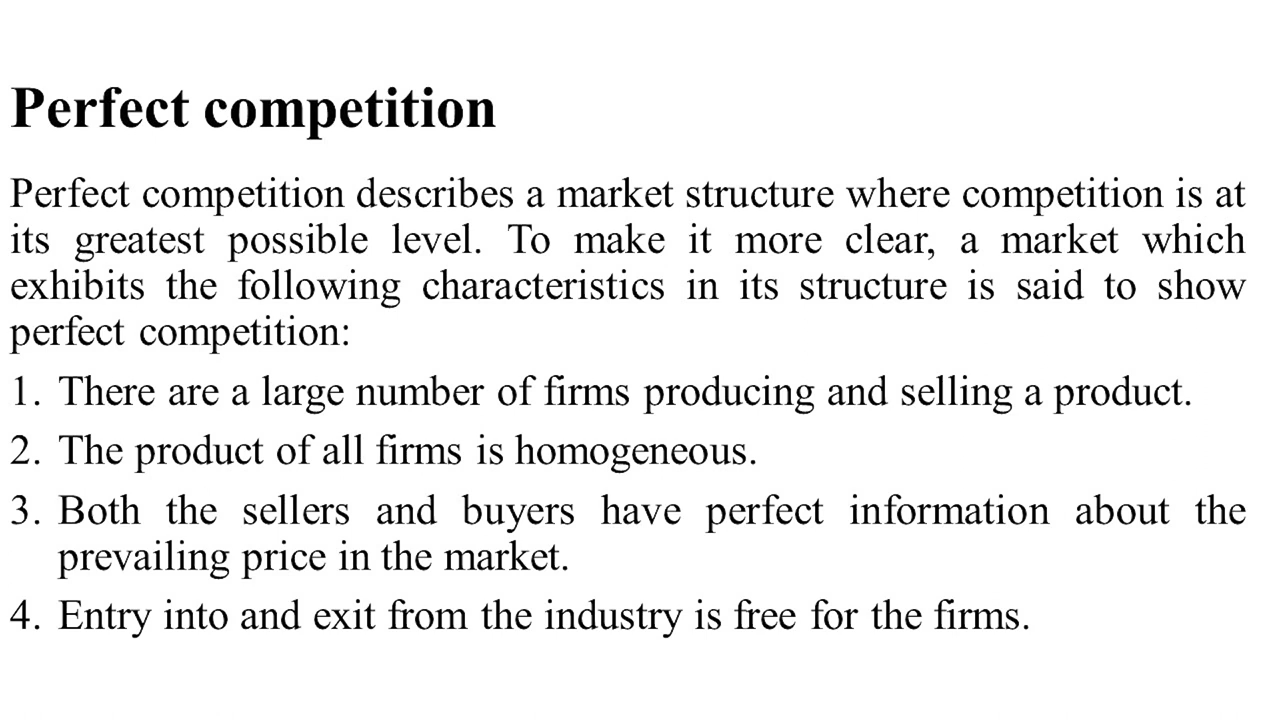 Perfect competition
Perfect competition describes a market structure where competition is at
its greatest possible level. To make it more clear, a market which
exhibits the following characteristics in its structure is said to show
perfect competition:
1. There are a large number of firms producing and selling a product.
2. The product of all firms is homogeneous.
3. Both the sellers and buyers have perfect information about the
prevailing price in the market.
4. Entry into and exit from the industry is free for the firms.